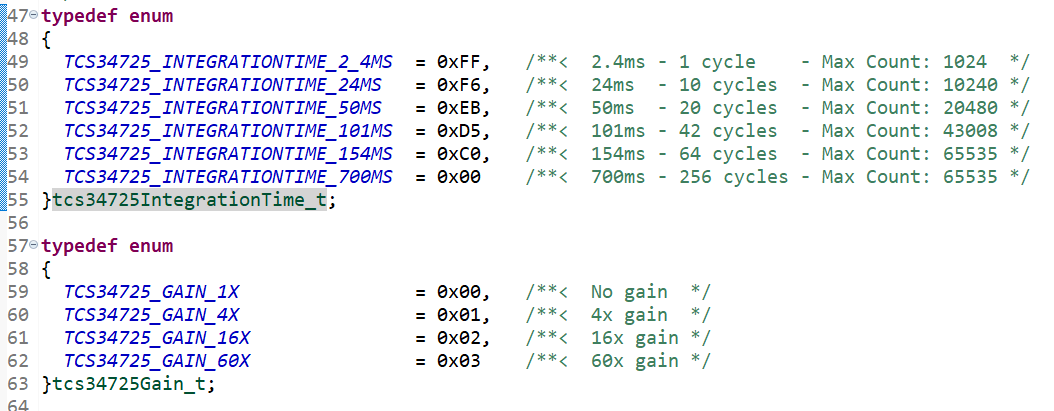 47 typedef enum
48 {
49 TCS34725_INTEGRATIONTIME_2_4MS = 0xFF, /**< 2.4ms - 1 cycle - Max Count: 1024 */
50 TCS34725_INTEGRATIONTIME_24MS = 0xF6, /**< 24ms - 10 cycles - Max Count: 10240 */
51 TCS34725_INTEGRATIONTIME_50MS = 0xEB, /**< 50ms - 20 cycles - Max Count: 20480 */
52 TCS34725_INTEGRATIONTIME_101MS = 0xD5, /**< 101ms - 42 cycles - Max Count: 43008 */
53 TCS34725_INTEGRATIONTIME_154MS = 0xC0, /**< 154ms - 64 cycles - Max Count: 65535 */
54 TCS34725_INTEGRATIONTIME_700MS = 0x00 /**< 700ms - 256 cycles - Max Count: 65535 */
55 }tcs34725IntegrationTime_t;
56
57 typedef enum
58 {
59 TCS34725_GAIN_1X = 0x00, /**< No gain */
60 TCS34725_GAIN_4X = 0x01, /**< 4x gain */
61 TCS34725_GAIN_16X = 0x02, /**< 16x gain */
62 TCS34725_GAIN_60X = 0x03 /**< 60x gain */
63 }tcs34725Gain_t;
64